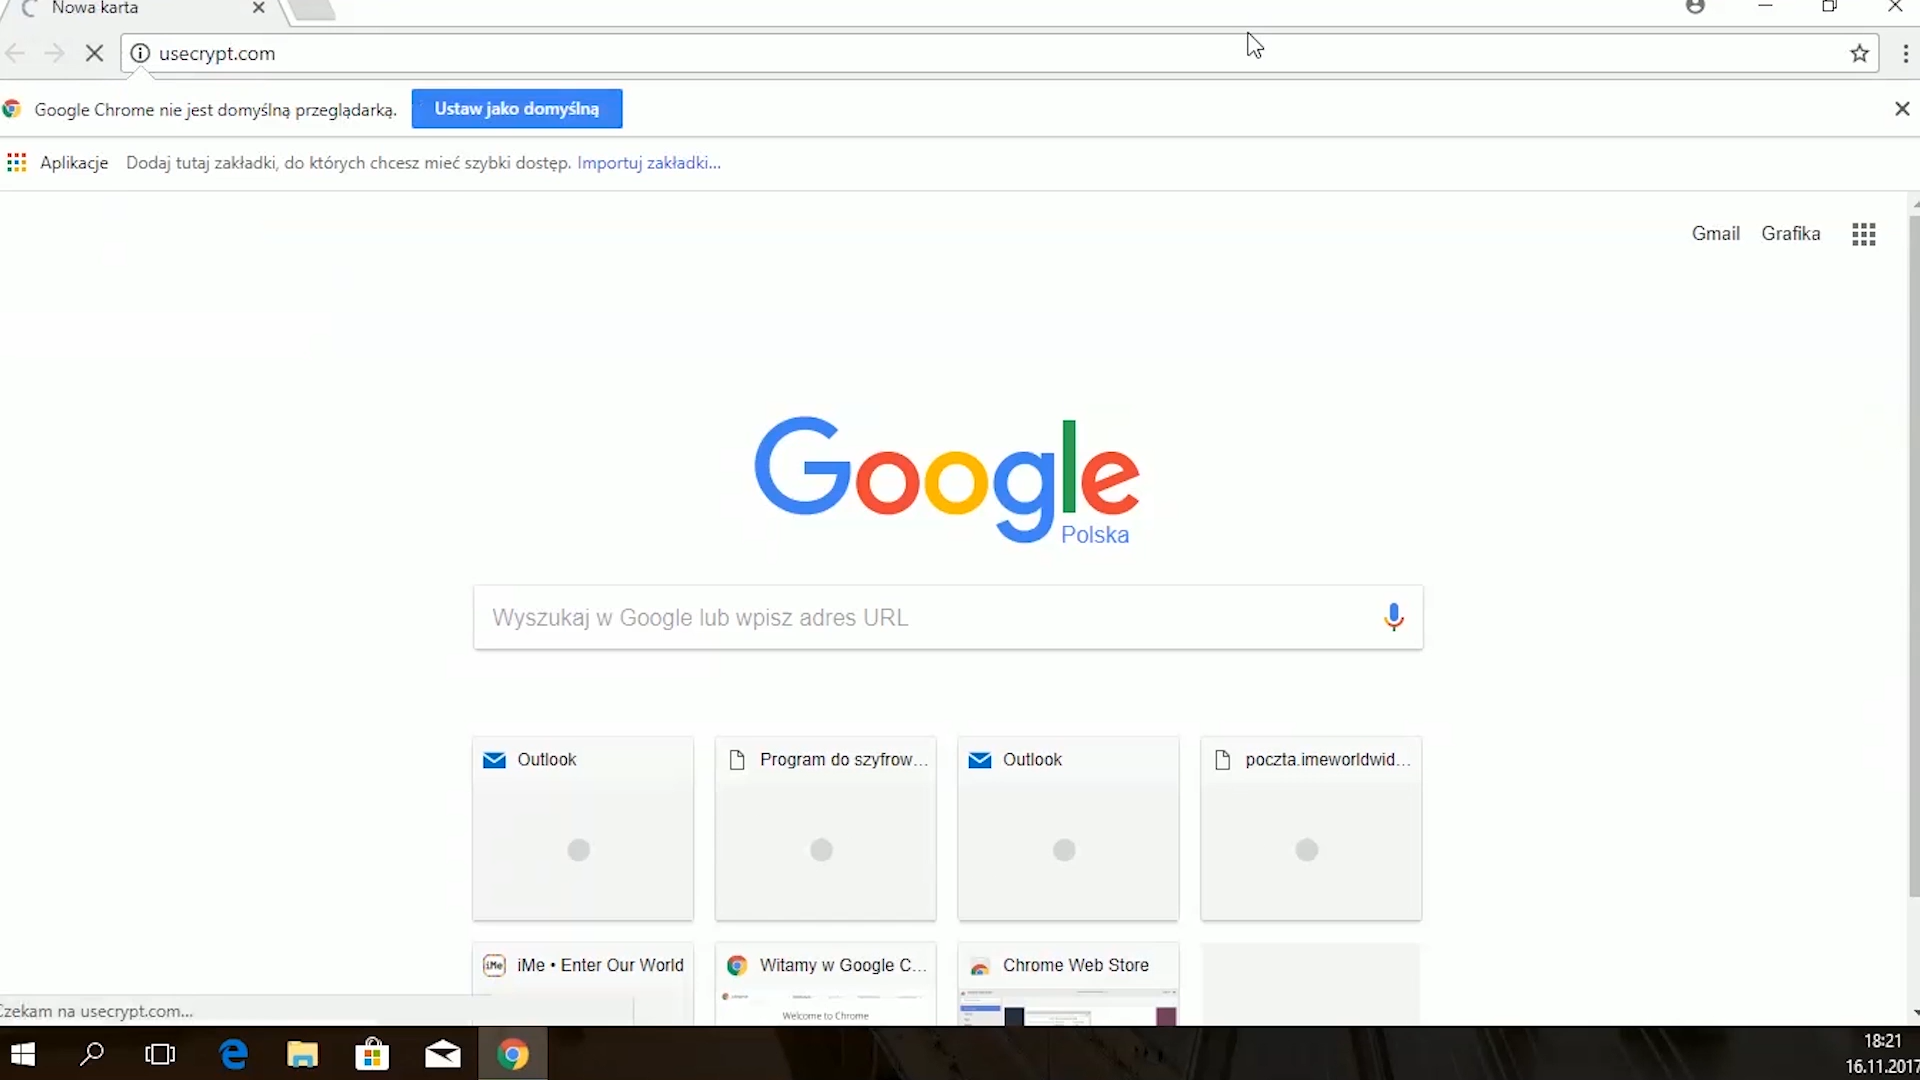 Nowa karta
usecrypt.com
Google Chrome nie jest domyślną przeglądarką.
Ustaw jako domyślną
Aplikacje
Dodaj tutaj zakładki, do których chcesz mieć szybki dostęp. Importuj zakładki...
Gmail
Grafika
Google
Polska
Wyszukaj w Google lub wpisz adres URL
Outlook
Program do szyfrow...
Outlook
poczta.imeworldwid...
iMe
iMe • Enter Our World
Witamy w Google C...
Chrome Web Store
Welcome to Chrome
Czekam na usecrypt.com...
18:21
16.11.2017